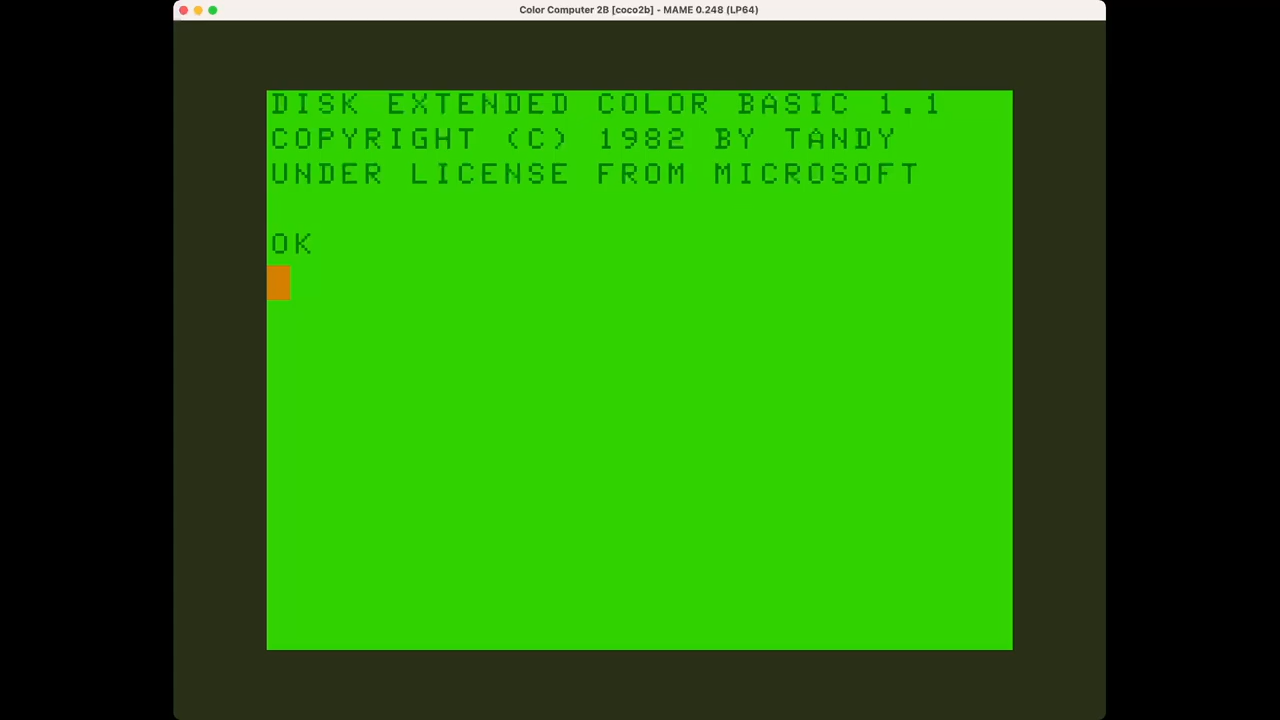 Color Computer 2B [coco2b] - MAME 0.248 (LP64)
DISK EXTENDED COLOR BASIC 1.1
COPYRIGHT (C) 1982 BY TANDY
UNDER LICENSE FROM MICROSOFT
OK